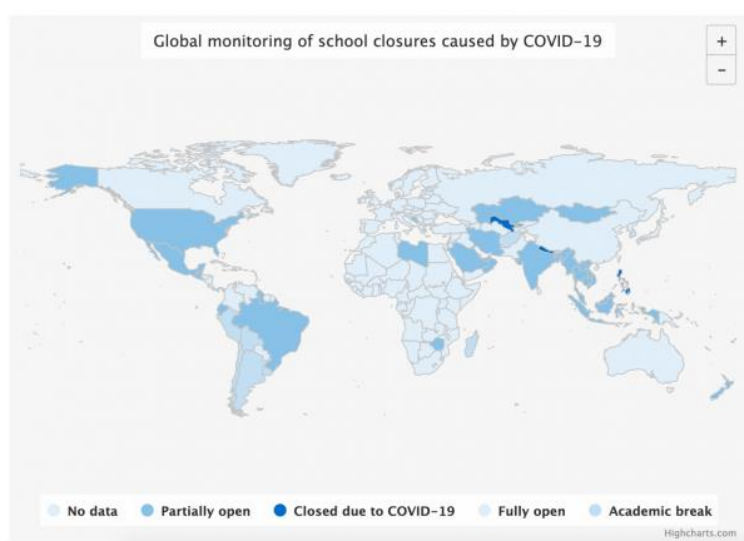 Global monitoring of school closures caused by COVID-19
+
−
No data Partially open Closed due to COVID-19 Fully open Academic break
Highcharts.com